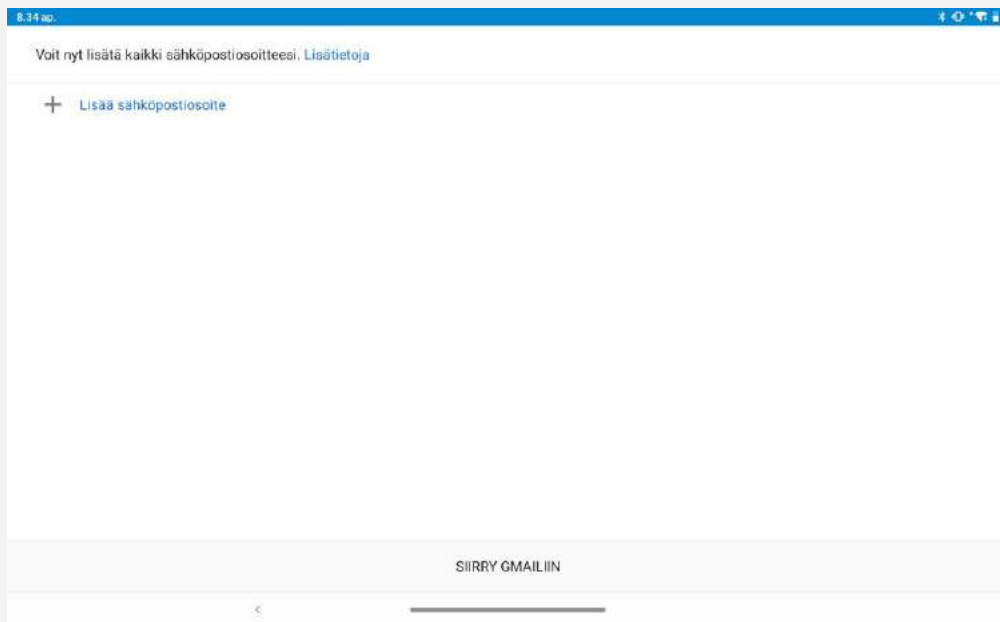 8.34 ap.
Voit nyt lisätä kaikki sähköpostiosoitteesi. Lisätietoja
Lisää sähköpostiosoite
SIIRRY GMAILIIN